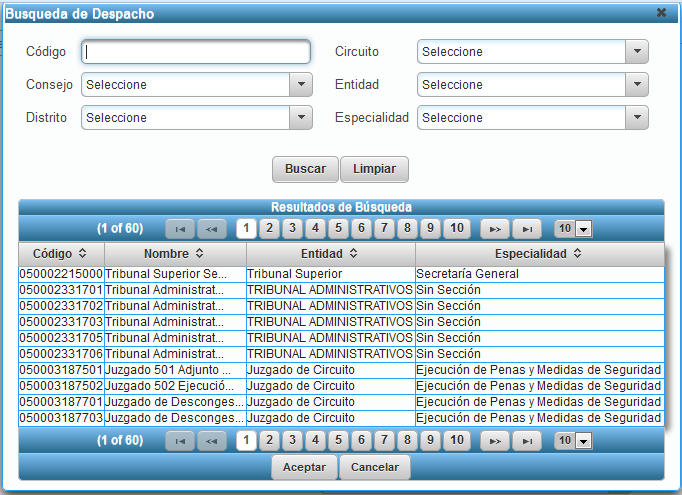 Busqueda de Despacho
Código Circuito Seleccione
Consejo Seleccione Entidad Seleccione
Distrito Seleccione Especialidad Seleccione
Buscar Limpiar
Resultados de Búsqueda
(1 of 60) 1 2 3 4 5 6 7 8 9 10 10
Código Nombre Entidad Especialidad
050002215000 Tribunal Superior Se... Tribunal Superior Secretaría General
050002331701 Tribunal Administrat... TRIBUNAL ADMINISTRATIVOS Sin Sección
050002331702 Tribunal Administrat... TRIBUNAL ADMINISTRATIVOS Sin Sección
050002331703 Tribunal Administrat... TRIBUNAL ADMINISTRATIVOS Sin Sección
050002331705 Tribunal Administrat... TRIBUNAL ADMINISTRATIVOS Sin Sección
050002331706 Tribunal Administrat... TRIBUNAL ADMINISTRATIVOS Sin Sección
050003187501 Juzgado 501 Adjunto ... Juzgado de Circuito Ejecución de Penas y Medidas de Seguridad
050003187502 Juzgado 502 Ejecució... Juzgado de Circuito Ejecución de Penas y Medidas de Seguridad
050003187701 Juzgado de Desconges... Juzgado de Circuito Ejecución de Penas y Medidas de Seguridad
050003187703 Juzgado de Desconges... Juzgado de Circuito Ejecución de Penas y Medidas de Seguridad
(1 of 60) 1 2 3 4 5 6 7 8 9 10 10
Aceptar Cancelar